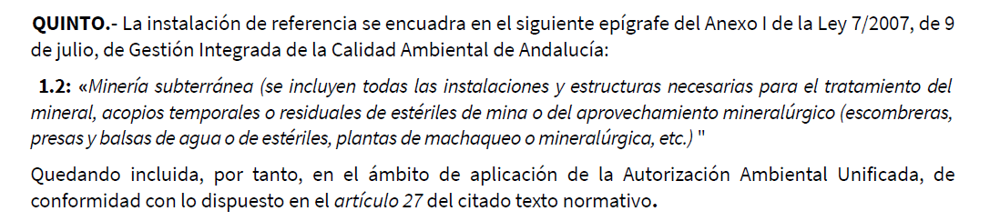 QUINTO.- La instalación de referencia se encuadra en el siguiente epígrafe del Anexo I de la Ley 7/2007, de 9
de julio, de Gestión Integrada de la Calidad Ambiental de Andalucía:
1.2: «Minería subterránea (se incluyen todas las instalaciones y estructuras necesarias para el tratamiento del
mineral, acopios temporales o residuales de estériles de mina o del aprovechamiento mineralúrgico (escombreras,
presas y balsas de agua o de estériles, plantas de machaqueo o mineralúrgica, etc.) "
Quedando incluida, por tanto, en el ámbito de aplicación de la Autorización Ambiental Unificada, de
conformidad con lo dispuesto en el artículo 27 del citado texto normativo.